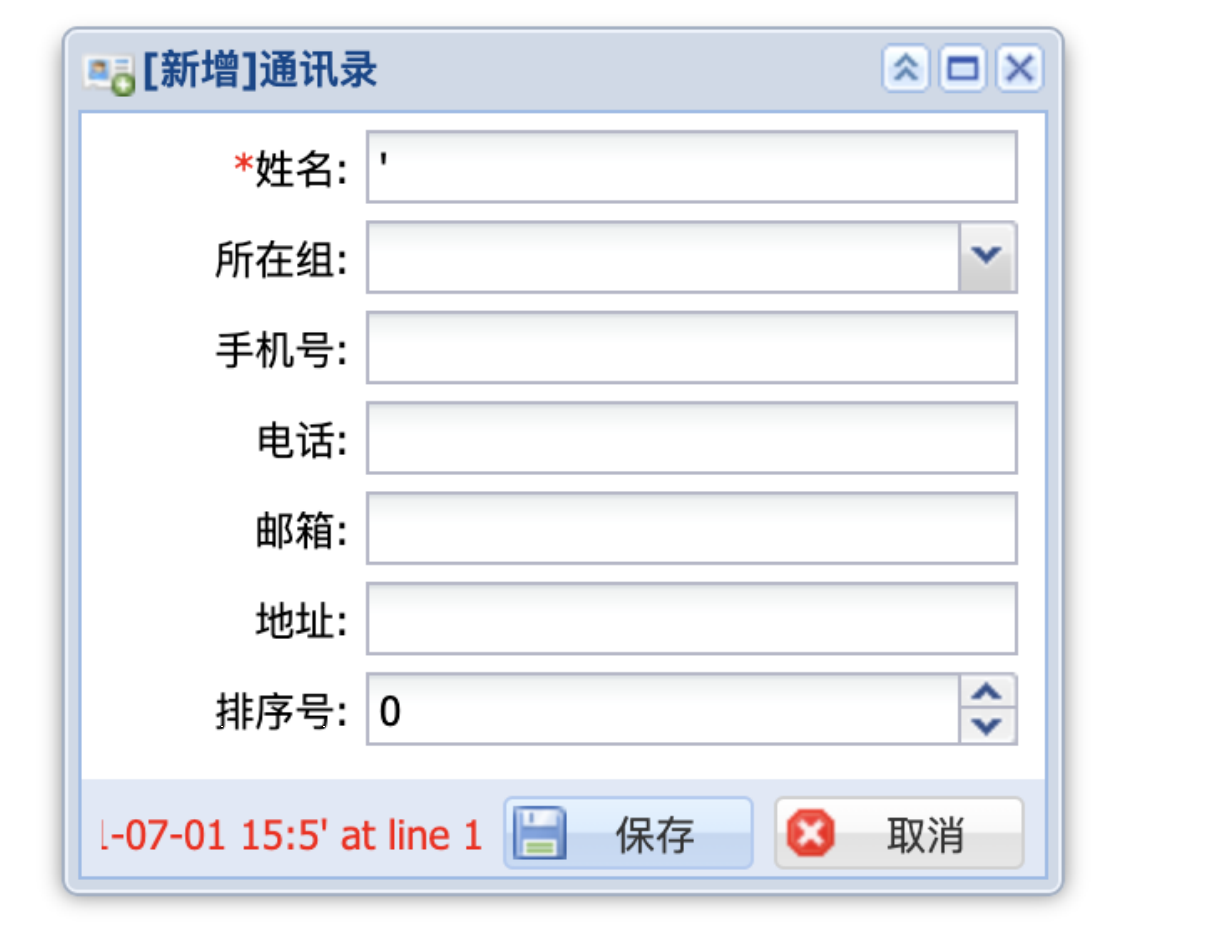 [新增]通讯录
*姓名: '
所在组:
手机号:
电话:
邮箱:
地址:
排序号: 0
-07-01 15:5' at line 1 保存 取消